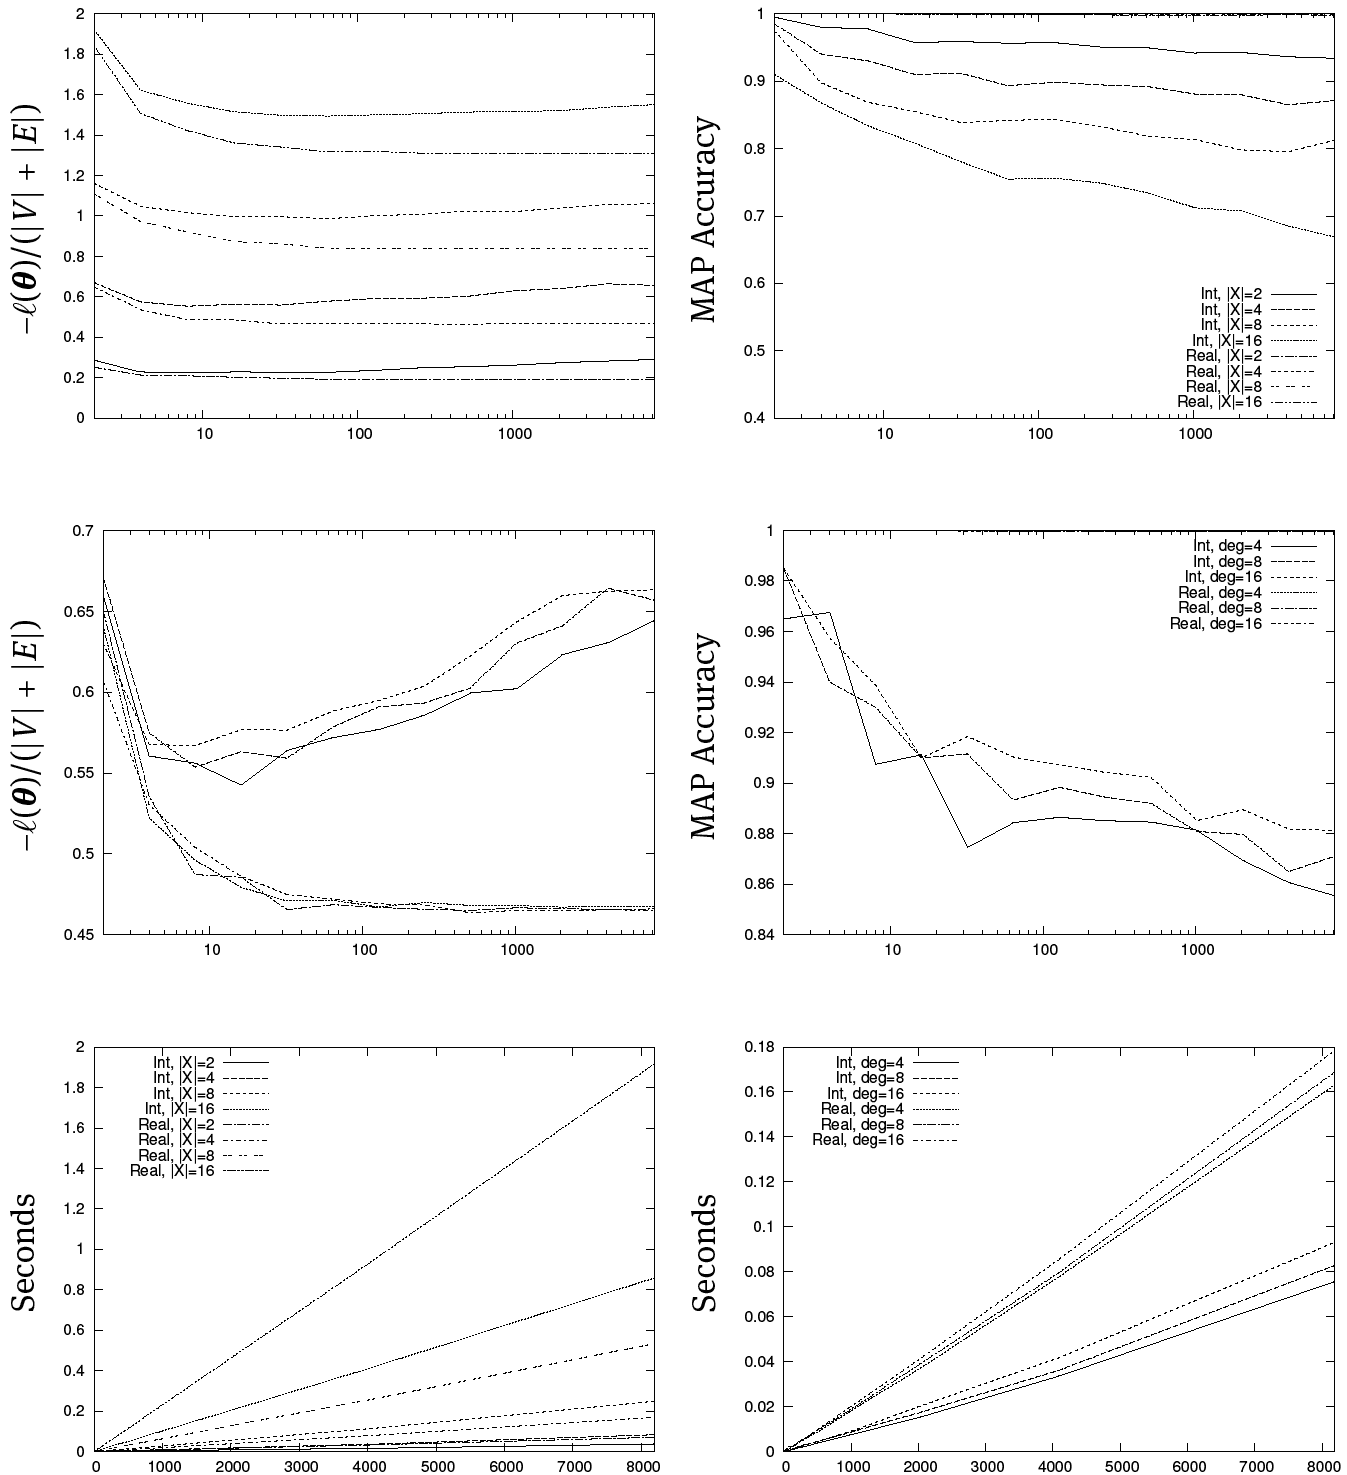 −ℓ(θ)/(|V| + |E|)
2
1.8
1.6
1.4
1.2
1
0.8
0.6
0.4
0.2
0
10
100
1000
MAP Accuracy
1
0.9
0.8
0.7
0.6
0.5
0.4
10
100
1000
Int, |X|=2
Int, |X|=4
Int, |X|=8
Int, |X|=16
Real, |X|=2
Real, |X|=4
Real, |X|=8
Real, |X|=16
−ℓ(θ)/(|V| + |E|)
0.7
0.65
0.6
0.55
0.5
0.45
10
100
1000
MAP Accuracy
1
0.98
0.96
0.94
0.92
0.9
0.88
0.86
0.84
10
100
1000
Int, deg=4
Int, deg=8
Int, deg=16
Real, deg=4
Real, deg=8
Real, deg=16
Seconds
2
1.8
1.6
1.4
1.2
1
0.8
0.6
0.4
0.2
0
0 1000 2000 3000 4000 5000 6000 7000 8000
Int, |X|=2
Int, |X|=4
Int, |X|=8
Int, |X|=16
Real, |X|=2
Real, |X|=4
Real, |X|=8
Real, |X|=16
Seconds
0.18
0.16
0.14
0.12
0.1
0.08
0.06
0.04
0.02
0
0 1000 2000 3000 4000 5000 6000 7000 8000
Int, deg=4
Int, deg=8
Int, deg=16
Real, deg=4
Real, deg=8
Real, deg=16